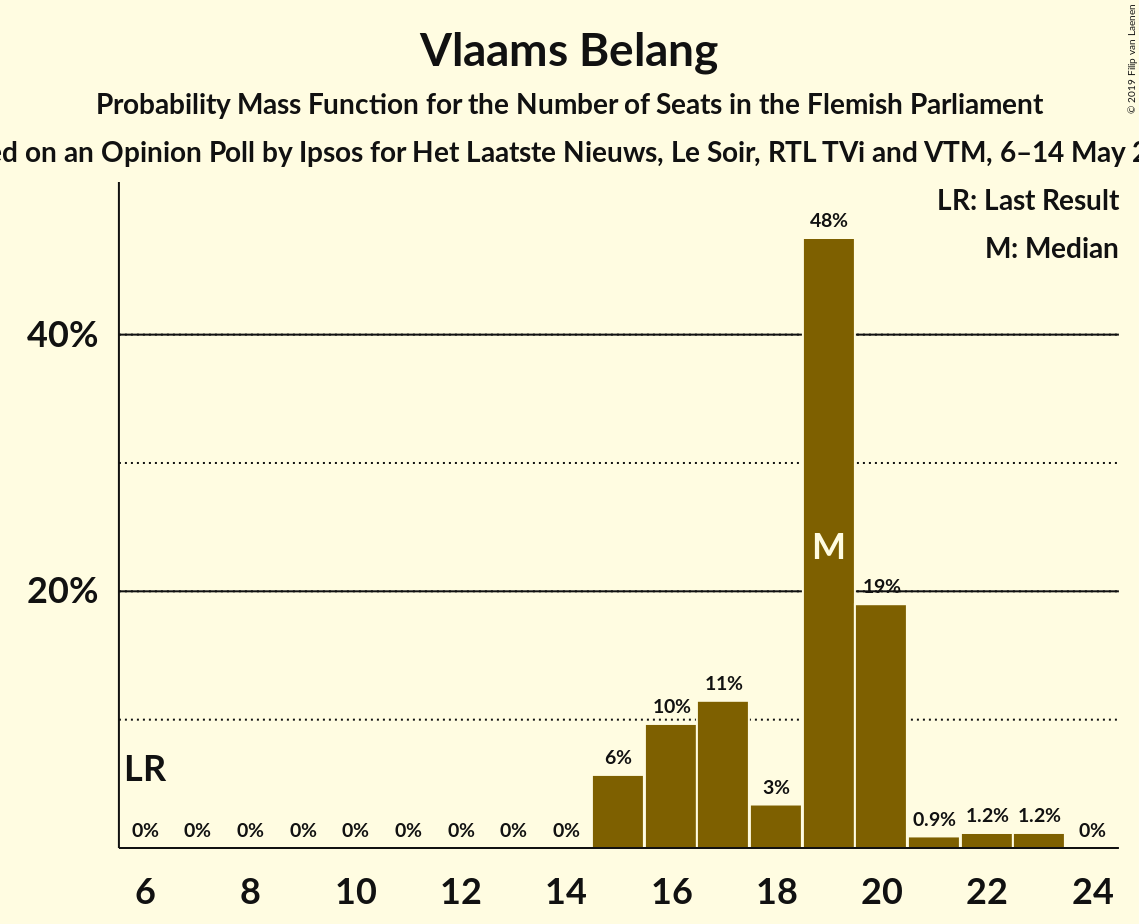 Vlaams Belang
Probability Mass Function for the Number of Seats in the Flemish Parliament
on an Opinion Poll by Ipsos for Het Laatste Nieuws, Le Soir, RTL TVi and VTM, 6–14 May
© 2019 Filip van Laenen
LR: Last Result
M: Median
48%
40%
M
20%
19%
11%
10%
LR
6%
3%
0% 0% 0% 0% 0% 0% 0% 0% 0% 0.9% 1.2% 1.2% 0%
6 8 10 12 14 16 18 20 22 24